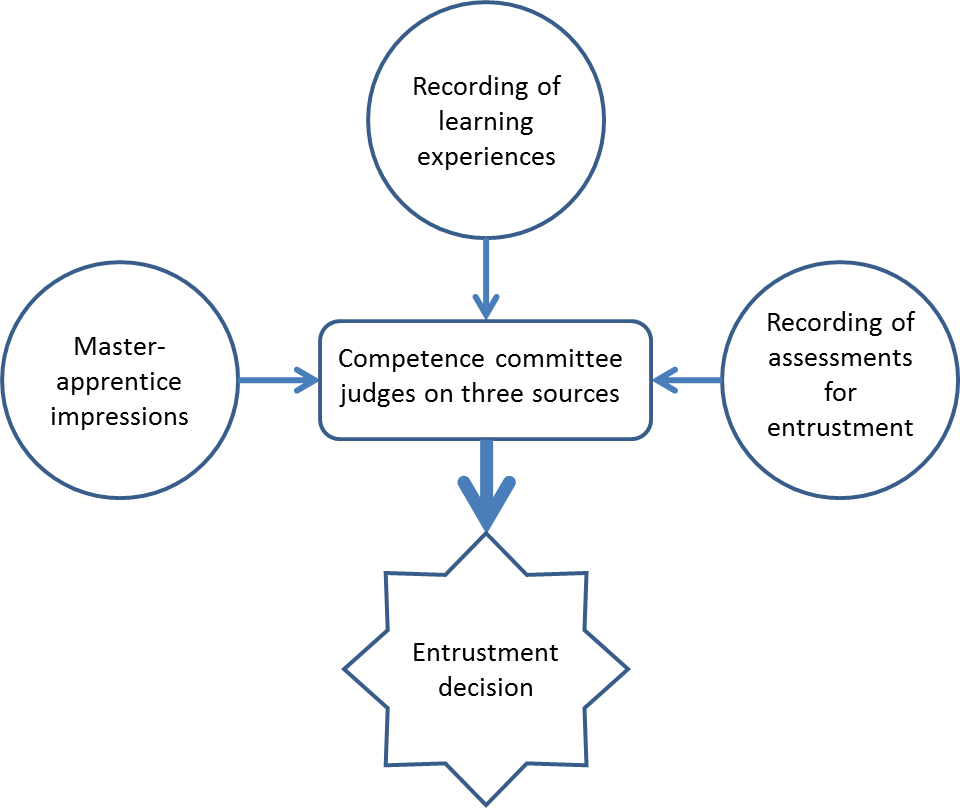 Recording of
learning
experiences
Master-
apprentice
impressions
Competence committee
judges on three sources
Recording of
assessments
for
entrustment
Entrustment
decision